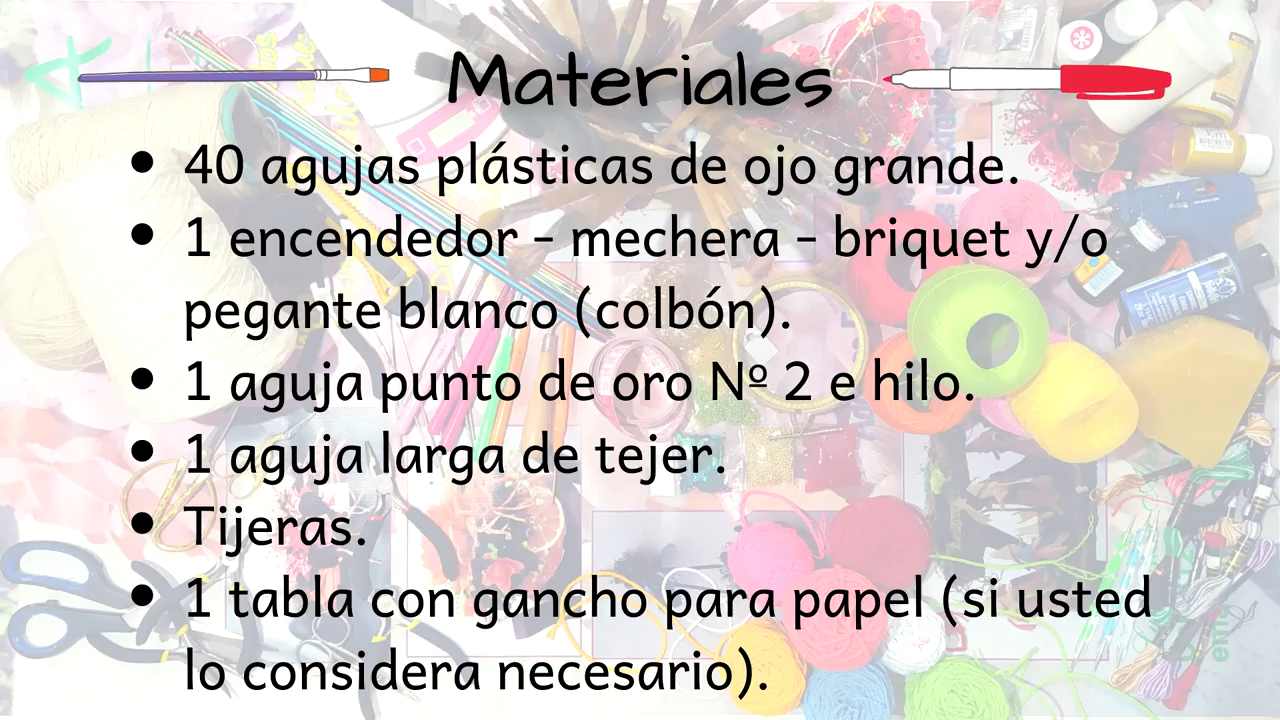 Materiales
• 40 agujas plásticas de ojo grande.
• 1 encendedor - mechera - briquet y/o
pegante blanco (colbón).
• 1 aguja punto de oro Nº 2 e hilo.
• 1 aguja larga de tejer.
• Tijeras.
• 1 tabla con gancho para papel (si usted
lo considera necesario).